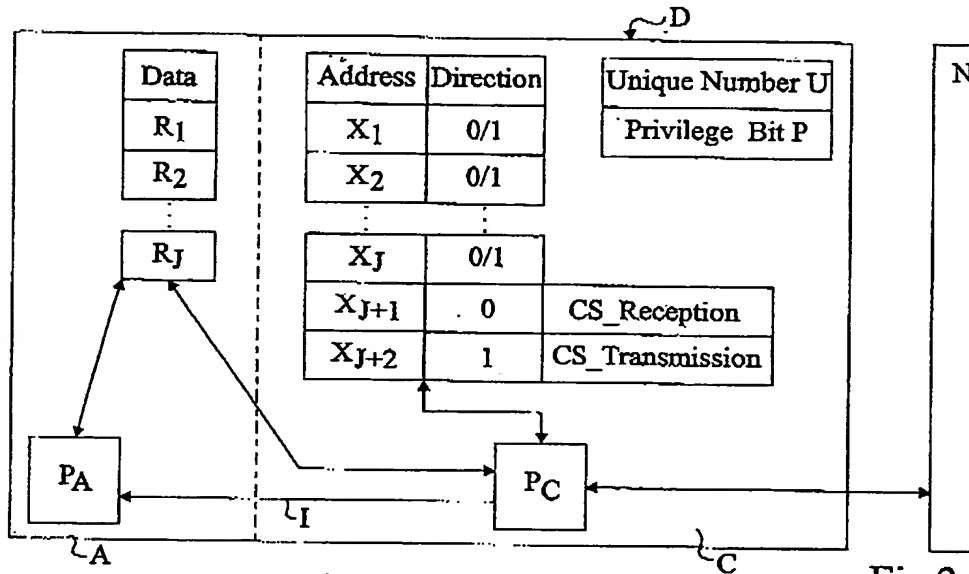 D
N
Data
R1
R2
RJ
Address Direction
X1 0/1
X2 0/1
XJ 0/1
XJ+1 0 CS_Reception
XJ+2 1 CS_Transmission
Unique Number U
Privilege Bit P
PA
PC
I
A
C